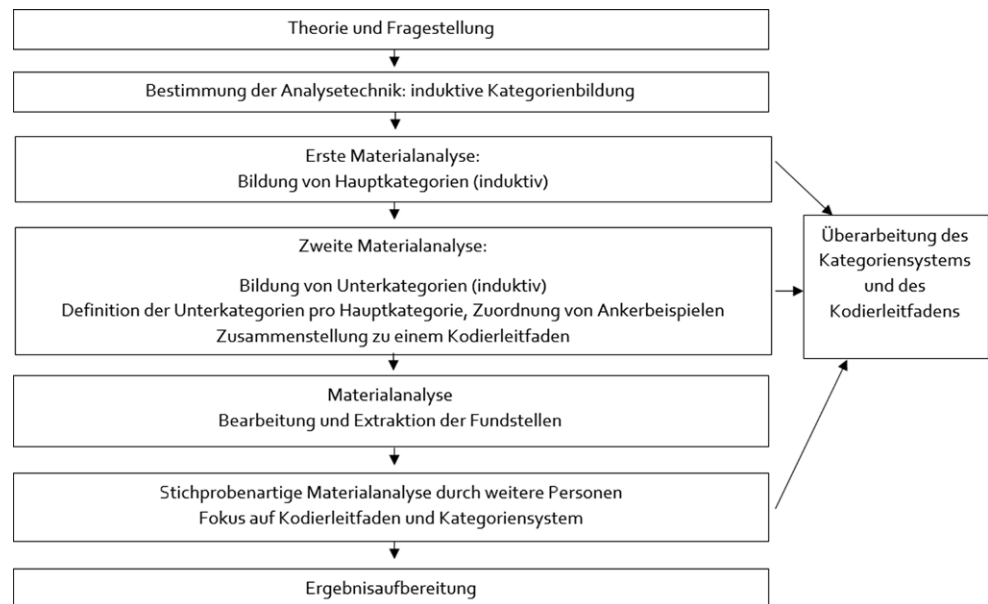 Theorie und Fragestellung
Bestimmung der Analysetechnik: induktive Kategorienbildung
Erste Materialanalyse:
Bildung von Hauptkategorien (induktiv)
Zweite Materialanalyse:
Bildung von Unterkategorien (induktiv)
Definition der Unterkategorien pro Hauptkategorie, Zuordnung von Ankerbeispielen
Zusammenstellung zu einem Kodierleitfaden
Materialanalyse
Bearbeitung und Extraktion der Fundstellen
Stichprobenartige Materialanalyse durch weitere Personen
Fokus auf Kodierleitfaden und Kategoriensystem
Ergebnisaufbereitung
Überarbeitung des
Kategoriensystems
und des
Kodierleitfadens